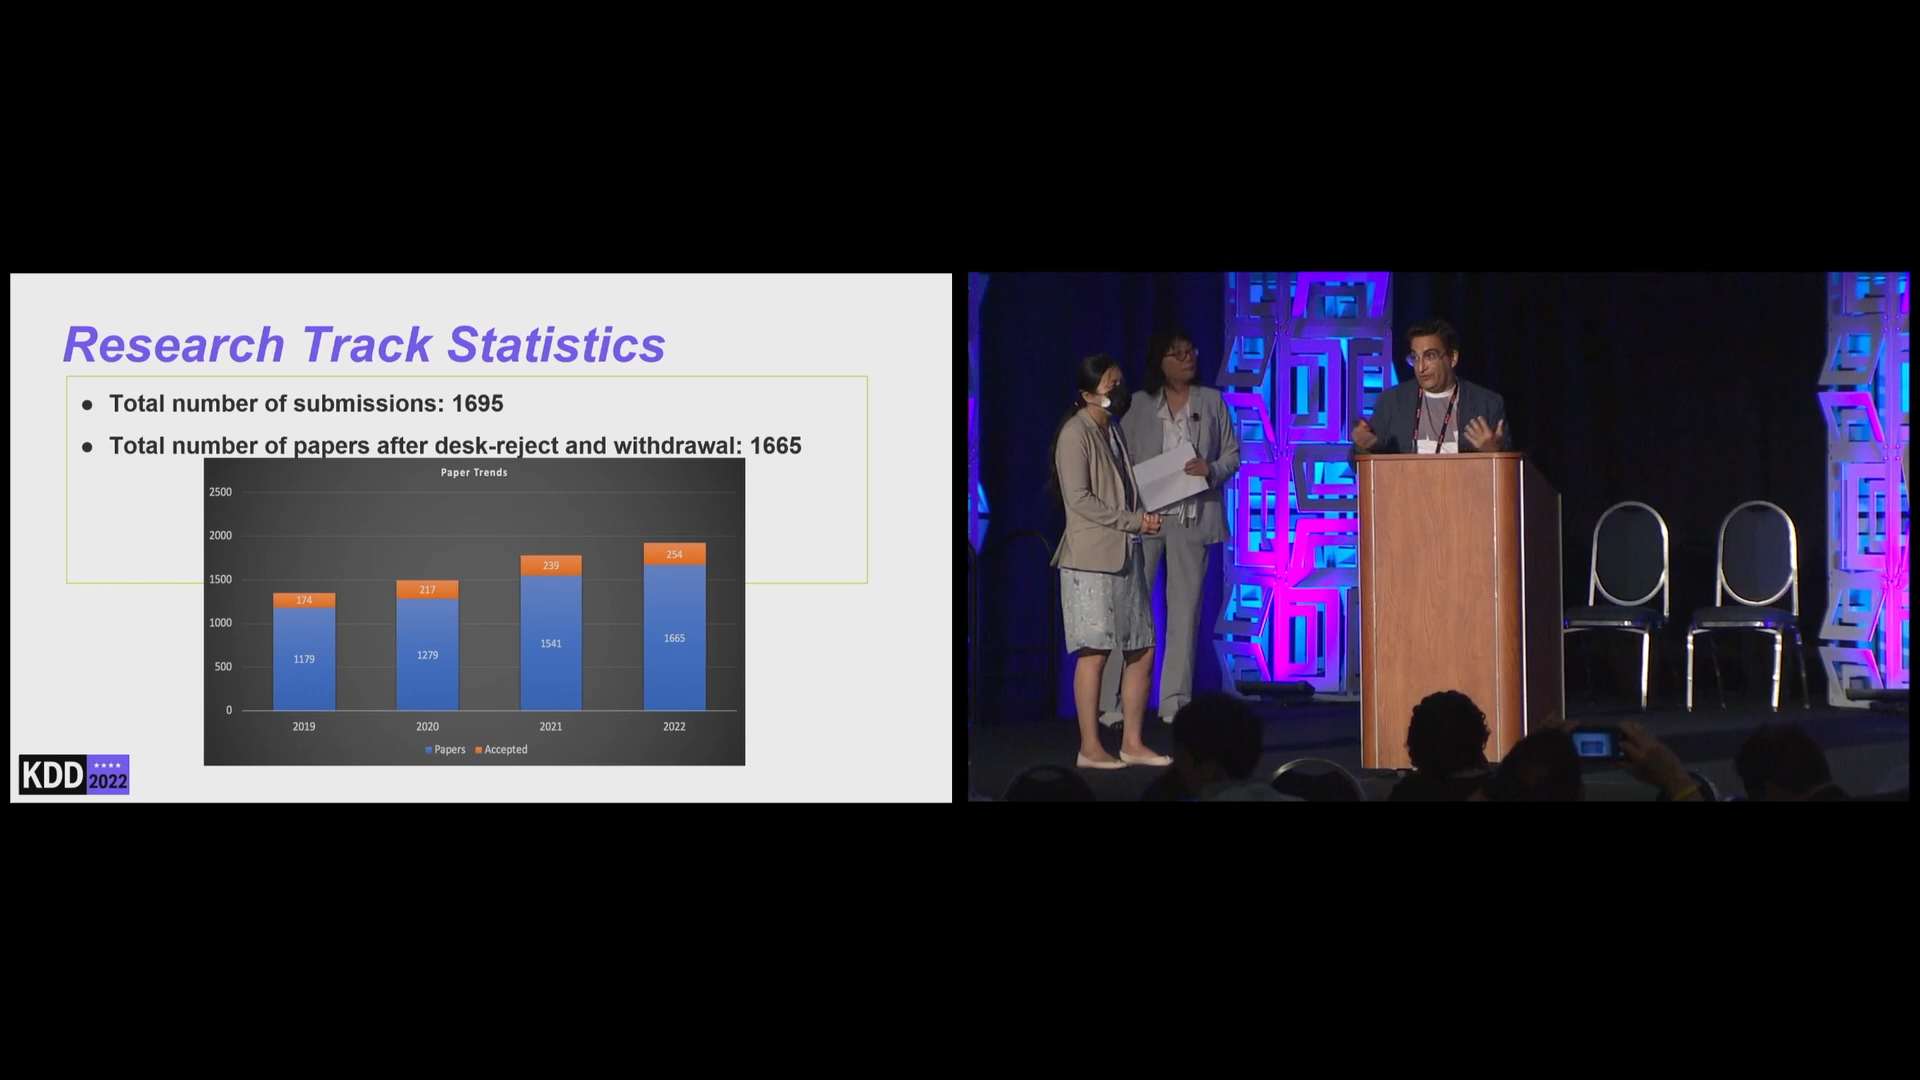 Research Track Statistics
● Total number of submissions: 1695
● Total number of papers after desk-reject and withdrawal: 1665
Paper Trends
2500
2000
1500
1000
500
0
174
217
239
254
1179
1279
1541
1665
2019
2020
2021
2022
Papers
Accepted
KDD
2022